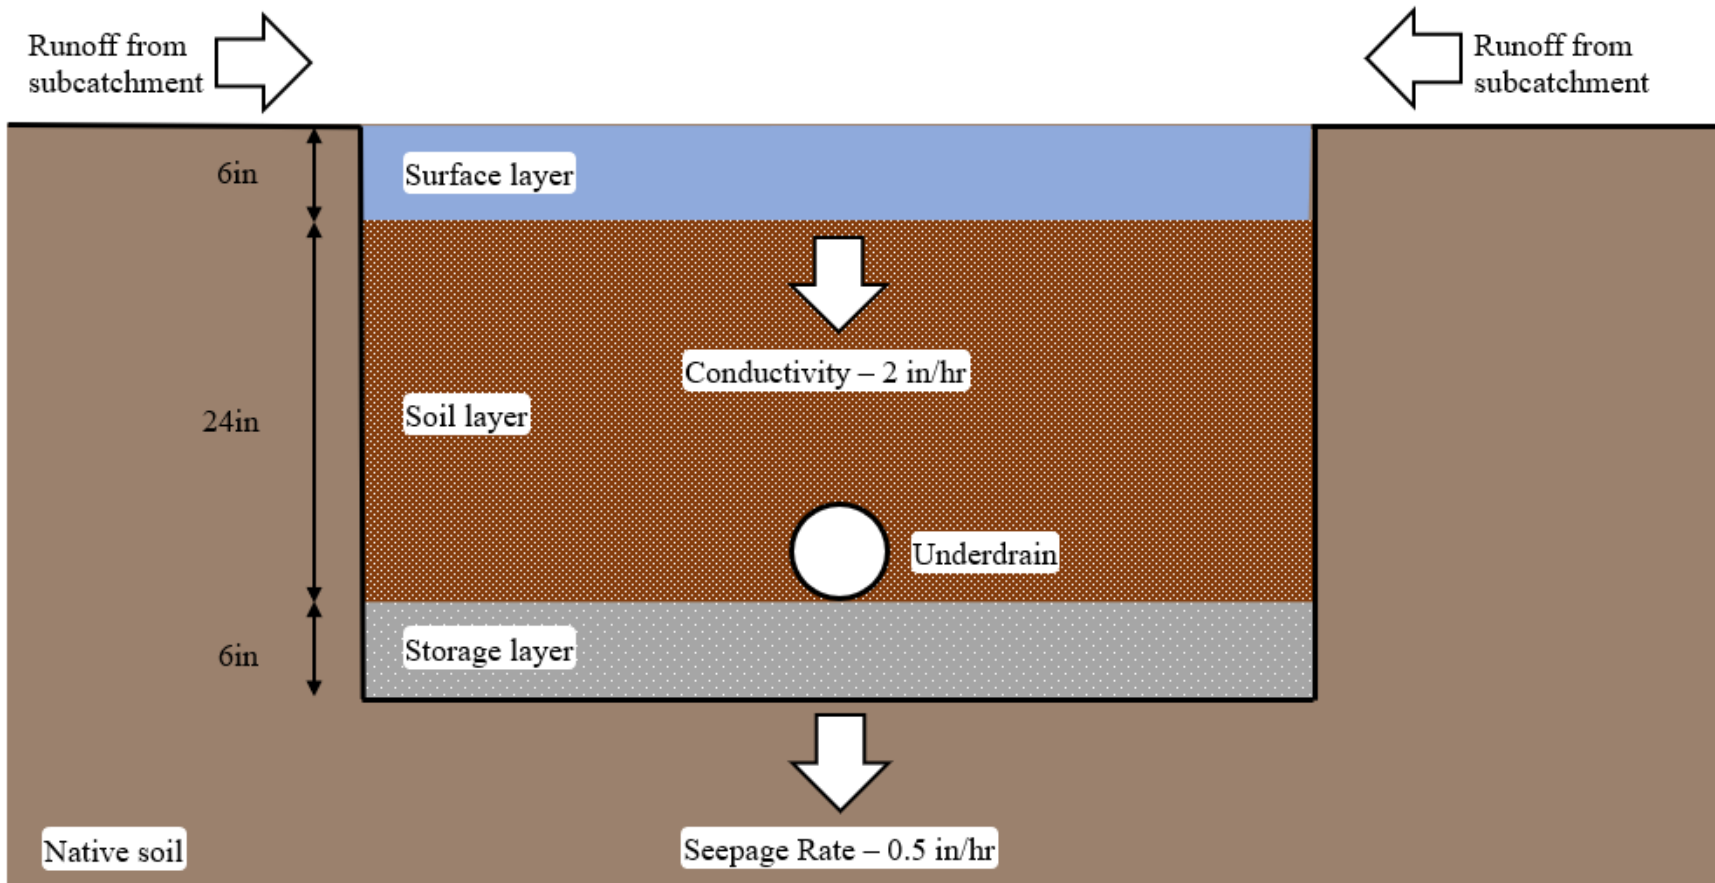 Runoff from
subcatchment
Runoff from
subcatchment
6in
Surface layer
Conductivity – 2 in/hr
24in
Soil layer
Underdrain
6in
Storage layer
Native soil
Seepage Rate – 0.5 in/hr